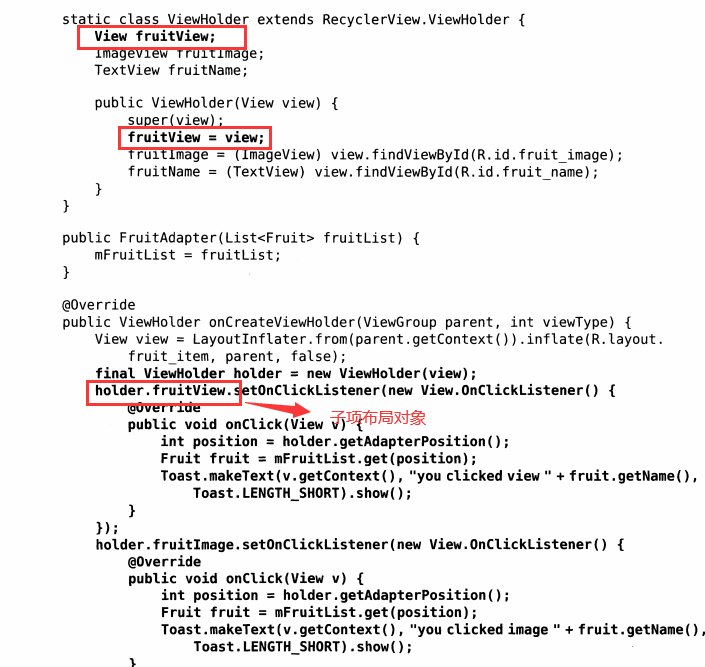 static class ViewHolder extends RecyclerView.ViewHolder {
View fruitView;
ImageView fruitImage;
TextView fruitName;
public ViewHolder(View view) {
super(view);
fruitView = view;
fruitImage = (ImageView) view.findViewById(R.id.fruit_image);
fruitName = (TextView) view.findViewById(R.id.fruit_name);
}
}
public FruitAdapter(List<Fruit> fruitList) {
mFruitList = fruitList;
}
@Override
public ViewHolder onCreateViewHolder(ViewGroup parent, int viewType) {
View view = LayoutInflater.from(parent.getContext()).inflate(R.layout.
fruit_item, parent, false);
final ViewHolder holder = new ViewHolder(view);
holder.fruitView.setOnClickListener(new View.OnClickListener() {
@Override
子项布局对象
public void onClick(View v) {
int position = holder.getAdapterPosition();
Fruit fruit = mFruitList.get(position);
Toast.makeText(v.getContext(), "you clicked view " + fruit.getName(),
Toast.LENGTH_SHORT).show();
}
});
holder.fruitImage.setOnClickListener(new View.OnClickListener() {
@Override
public void onClick(View v) {
int position = holder.getAdapterPosition();
Fruit fruit = mFruitList.get(position);
Toast.makeText(v.getContext(), "you clicked image " + fruit.getName(),
Toast.LENGTH_SHORT).show();
}